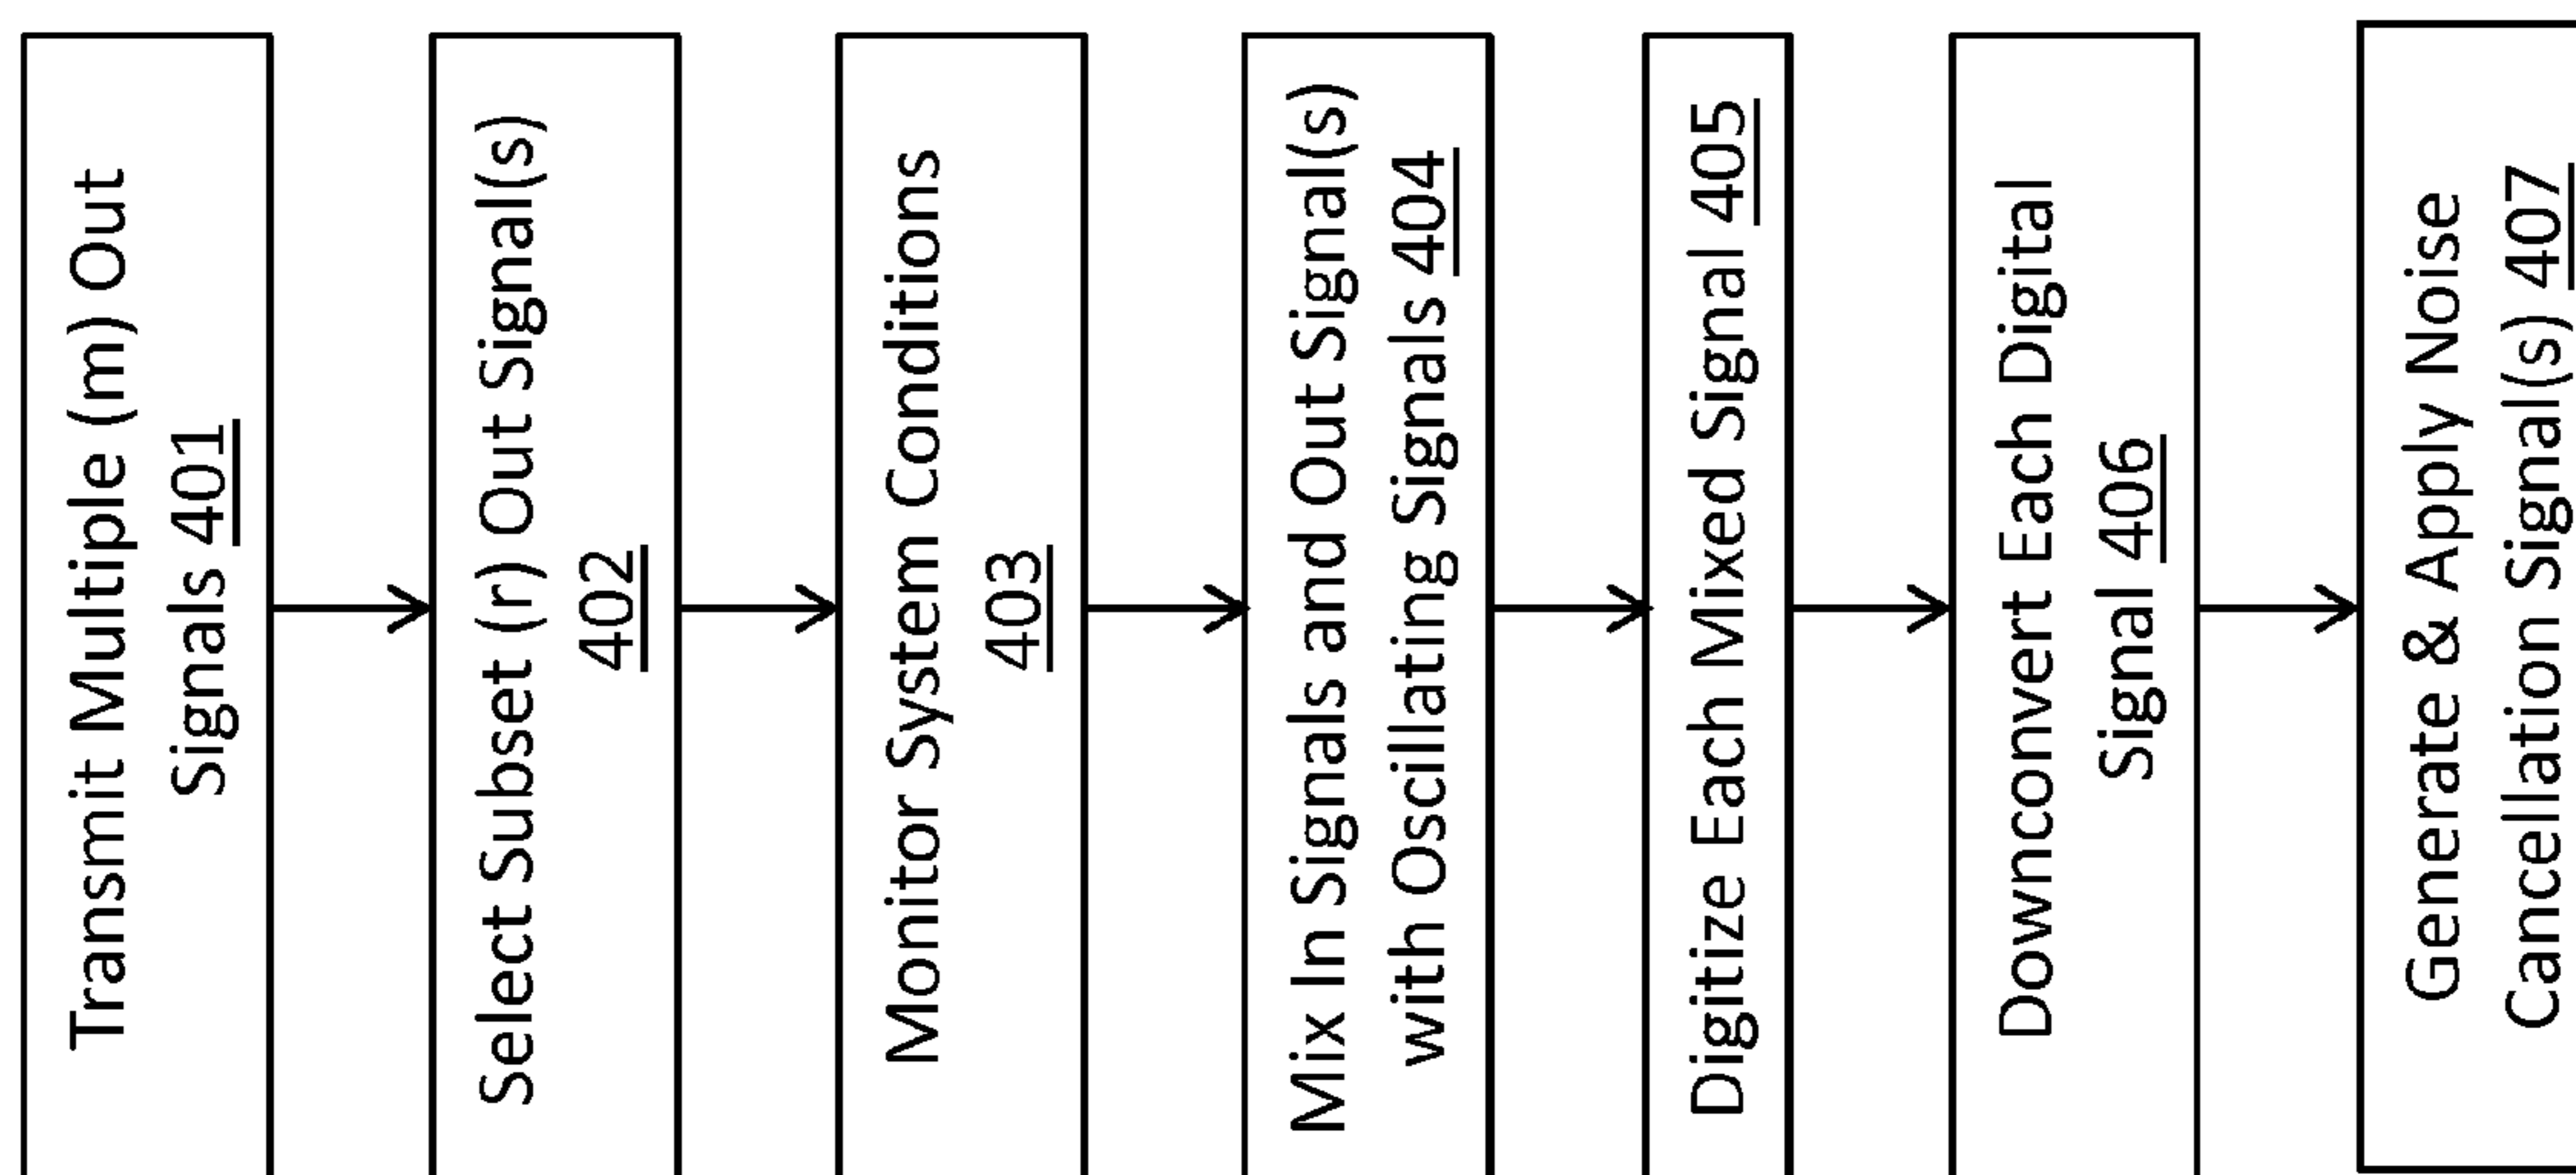 Transmit Multiple (m) Out
Signals 401
Select Subset (r) Out Signal(s)
402
Monitor System Conditions
403
Mix In Signals and Out Signal(s)
with Oscillating Signals 404
Digitize Each Mixed Signal 405
Downconvert Each Digital
Signal 406
Generate & Apply Noise
Cancellation Signal(s) 407